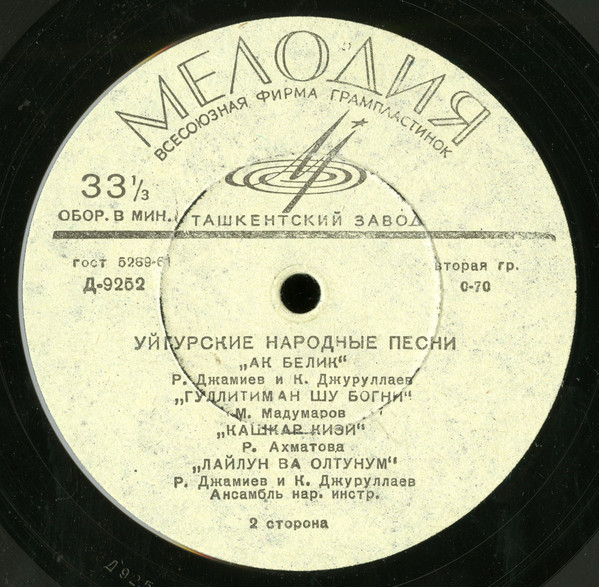 МЕЛОДИЯ
ВСЕСОЮЗНАЯ ФИРМА ГРАМПЛАСТИНОК
33⅓
ОБОР. В МИН.
ТАШКЕНТСКИЙ ЗАВОД
гост 5289-61
вторая гр.
Д-9252
0-70
УЙГУРСКИЕ НАРОДНЫЕ ПЕСНИ
„АК БЕЛИК"
Р. Джамиев и К. Джуруллаев
„ГУЛЛИТИМАН ШУ БОГНИ"
М. Мадумаров
„КАШКАР КИЗИ"
Р. Ахматова
„ЛАЙЛУН ВА ОЛТУНУМ"
Р. Джамиев и К. Джуруллаев
Ансамбль нар. инстр.
2 сторона